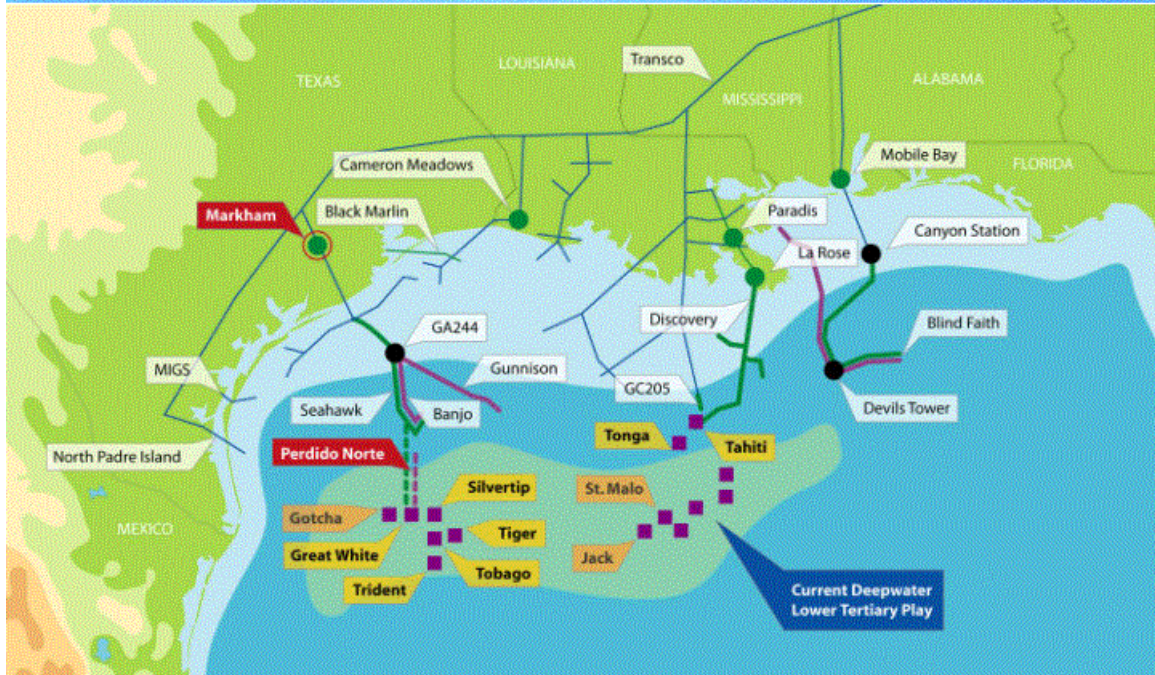 Transco
LOUISIANA
TEXAS
ALABAMA
MISSISSIPPI
Cameron Meadows
Mobile Bay
FLORIDA
Markham
Black Marlin
Paradis
Canyon Station
La Rose
GA244
Discovery
Blind Faith
MIGS
Gunnison
GC205
Seahawk
Banjo
Devils Tower
Tonga
Tahiti
North Padre Island
Perdido Norte
Silvertip
St. Malo
Gotcha
MEXICO
Tiger
Great White
Jack
Tobago
Trident
Current Deepwater
Lower Tertiary Play